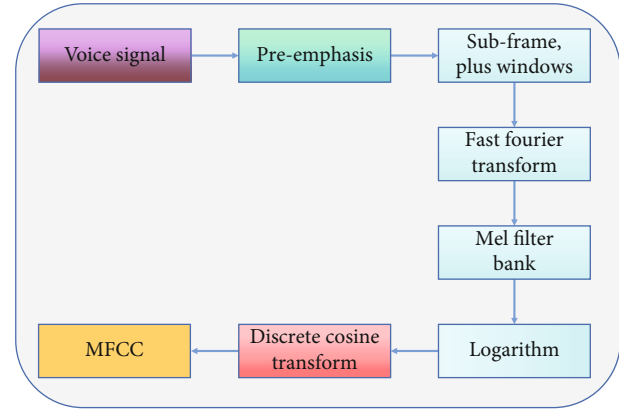 Voice signal
Pre-emphasis
Sub-frame,
plus windows
Fast fourier
transform
Mel filter
bank
Logarithm
Discrete cosine
transform
MFCC